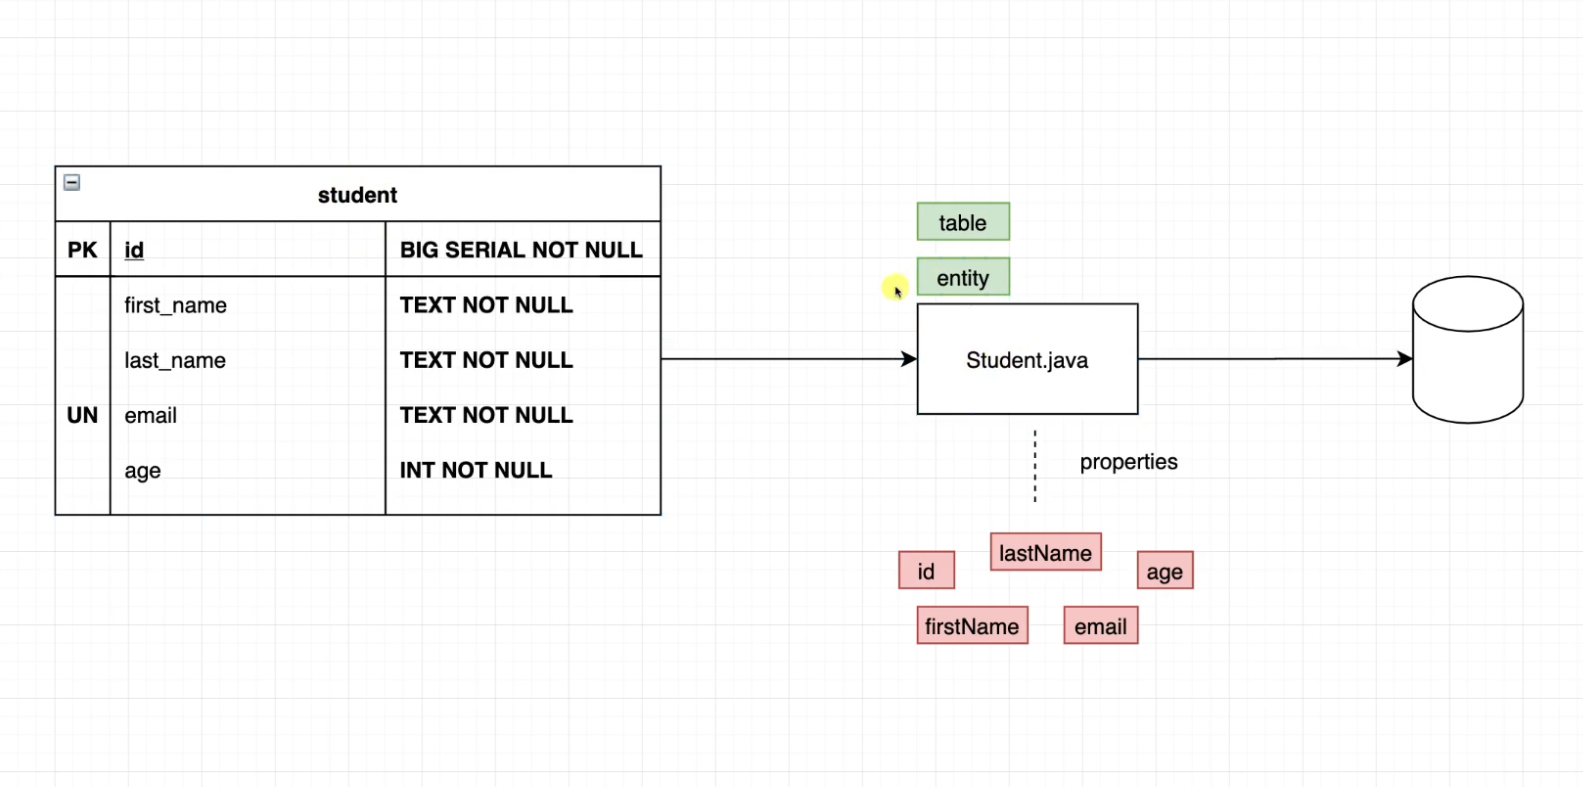 student
PK id BIG SERIAL NOT NULL
first_name TEXT NOT NULL
last_name TEXT NOT NULL
UN email TEXT NOT NULL
age INT NOT NULL
table
entity
Student.java
properties
lastName
id
age
firstName
email